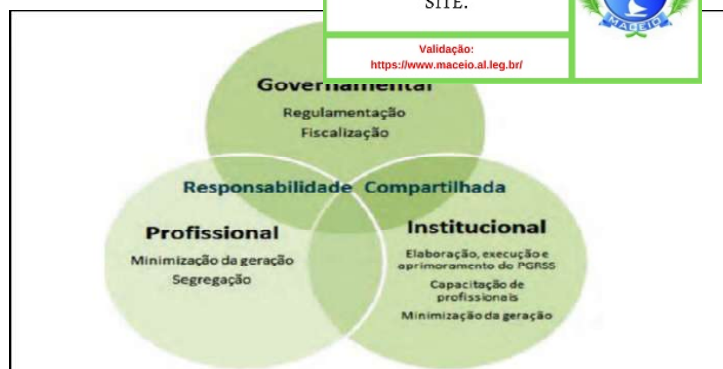 SITE.
Validação:
https://www.maceio.al.leg.br/
MACEIO
Governamental
Regulamentação
Fiscalização
Responsabilidade Compartilhada
Profissional
Minimização da geração
Segregação
Institucional
Elaboração, execução e
aprimoramento do PGRSS
Capacitação de
profissionais
Minimização da geração